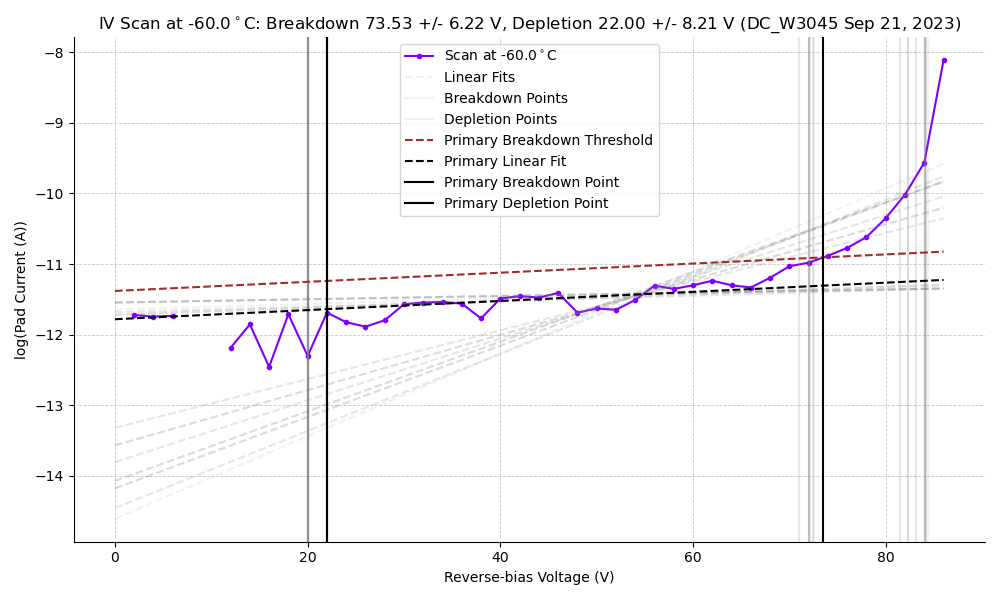 IV Scan at -60.0°C: Breakdown 73.53 +/- 6.22 V, Depletion 22.00 +/- 8.21 V (DC_W3045 Sep 21, 2023)
−8
−9
−10
−11
−12
−13
−14
log(Pad Current (A))
Scan at -60.0°C
Linear Fits
Breakdown Points
Depletion Points
Primary Breakdown Threshold
Primary Linear Fit
Primary Breakdown Point
Primary Depletion Point
0 20 40 60 80
Reverse-bias Voltage (V)